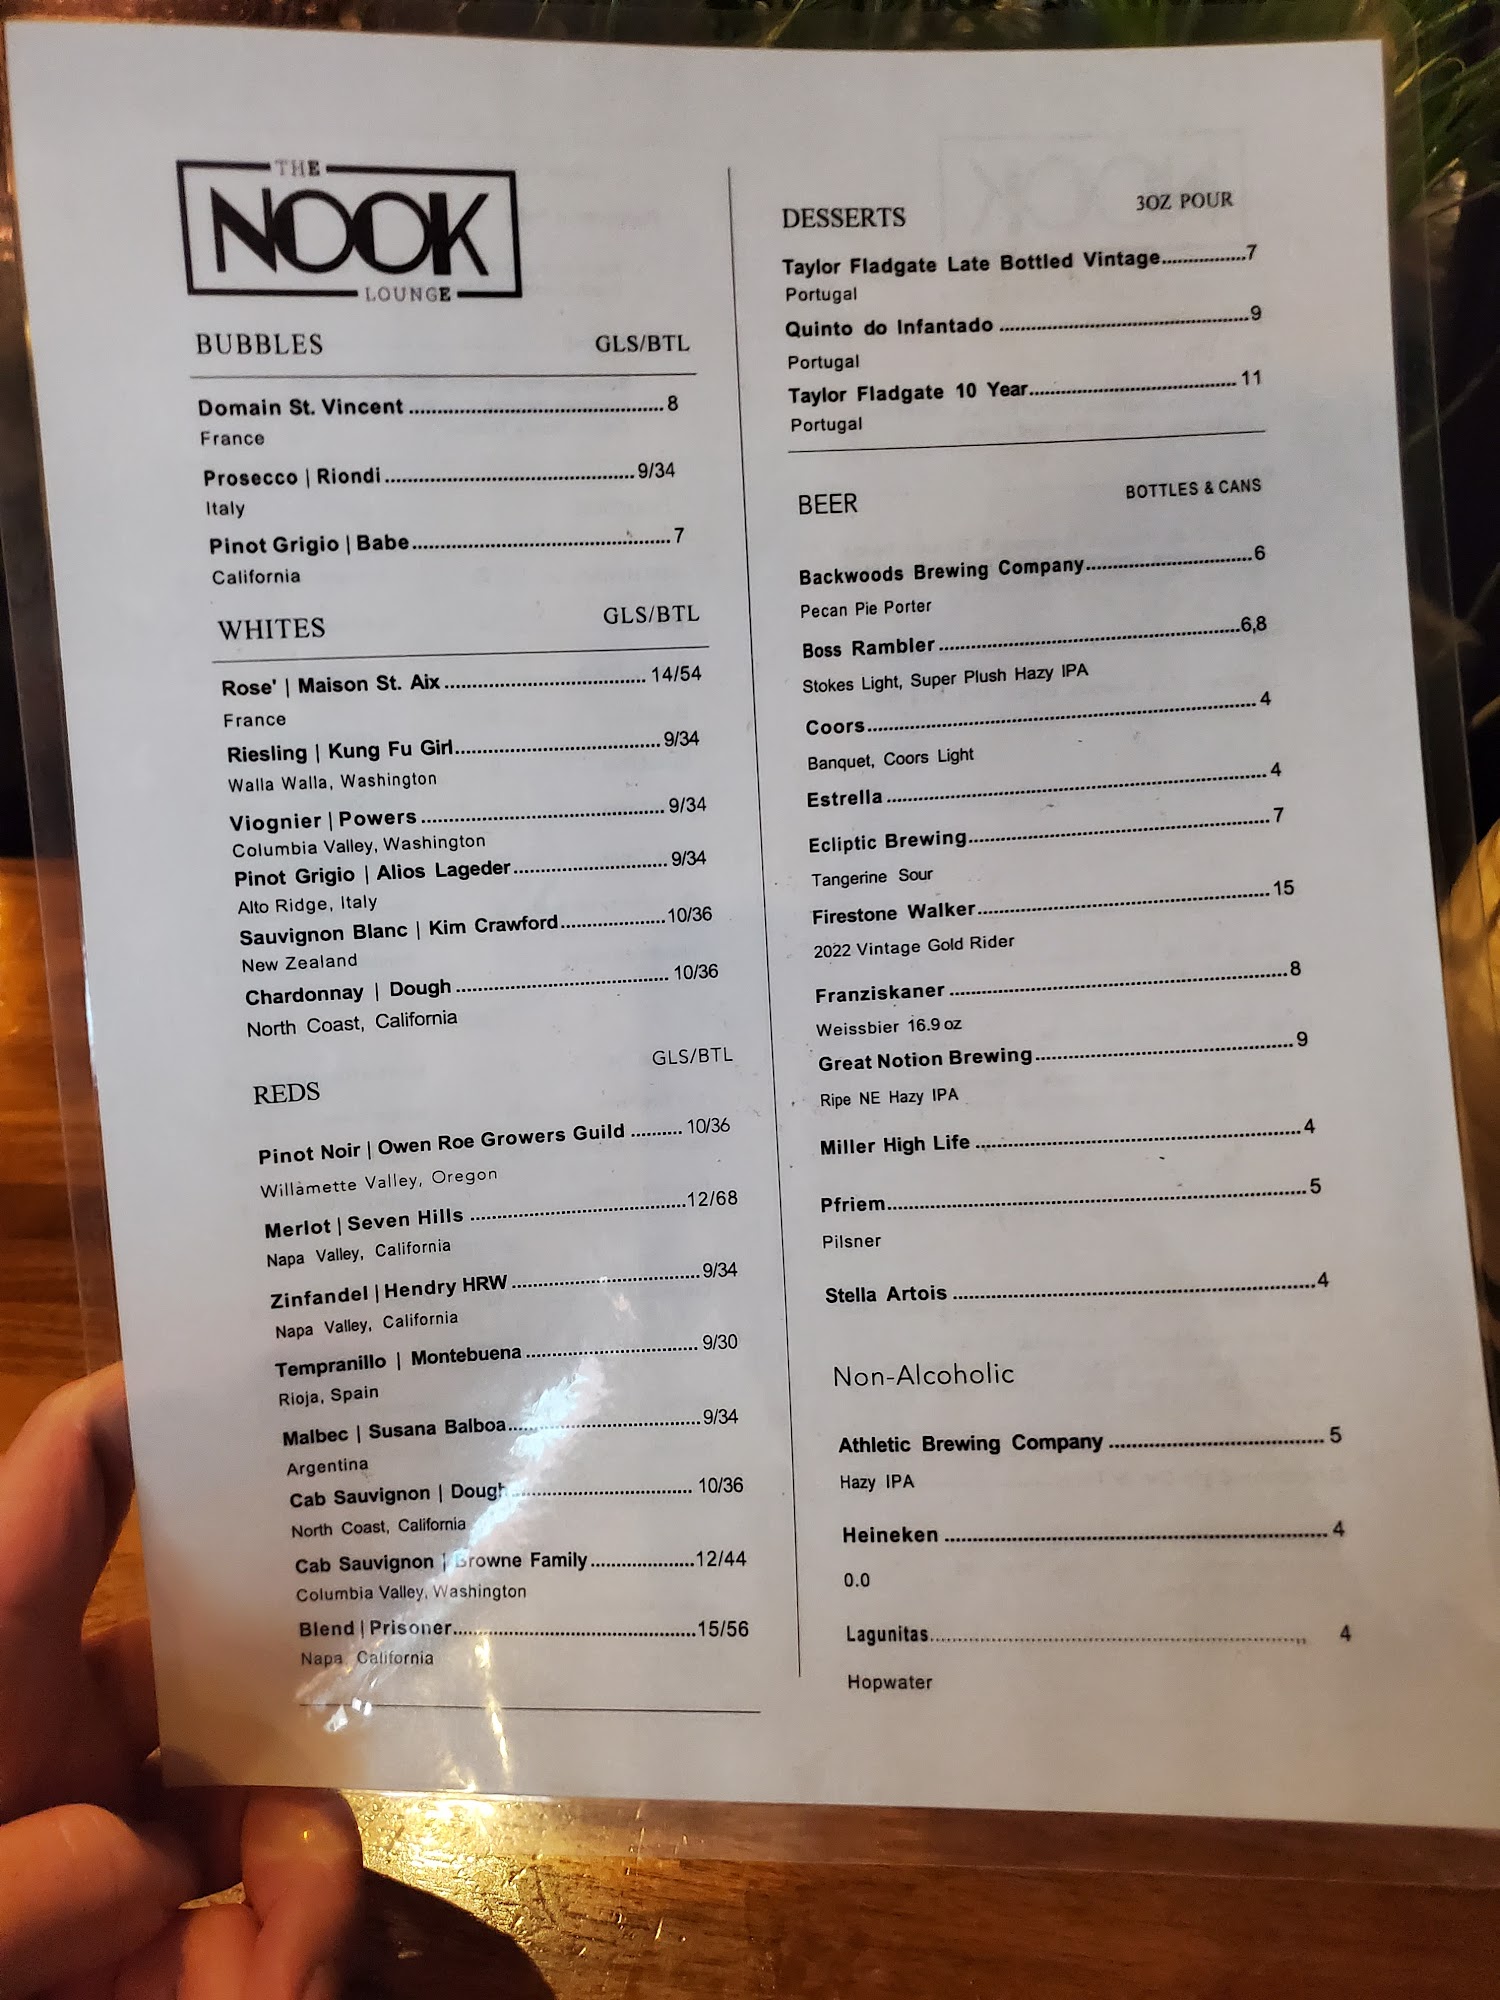 THE
NOOK
LOUNGE
BUBBLES GLS/BTL
Domain St. Vincent 8
France
Prosecco | Riondi 9/34
Italy
Pinot Grigio | Babe 7
California
WHITES GLS/BTL
Rose' | Maison St. Aix 14/54
France
Riesling | Kung Fu Girl 9/34
Walla Walla, Washington
Viognier | Powers 9/34
Columbia Valley, Washington
Pinot Grigio | Alios Lageder 9/34
Alto Ridge, Italy
Sauvignon Blanc | Kim Crawford 10/36
New Zealand
Chardonnay | Dough 10/36
North Coast, California
GLS/BTL
REDS
Pinot Noir | Owen Roe Growers Guild 10/36
Willamette Valley, Oregon
Merlot | Seven Hills 12/68
Napa Valley, California
Zinfandel | Hendry HRW 9/34
Napa Valley, California
Tempranillo | Montebuena 9/30
Rioja, Spain
Malbec | Susana Balboa 9/34
Argentina
Cab Sauvignon | Dough 10/36
North Coast, California
Cab Sauvignon | Browne Family 12/44
Columbia Valley, Washington
Blend | Prisoner 15/56
Napa, California
DESSERTS 3OZ POUR
Taylor Fladgate Late Bottled Vintage 7
Portugal
Quinto do Infantado 9
Portugal
Taylor Fladgate 10 Year 11
Portugal
BEER BOTTLES & CANS
Backwoods Brewing Company 6
Pecan Pie Porter
Boss Rambler 6,8
Stokes Light, Super Plush Hazy IPA
Coors 4
Banquet, Coors Light
Estrella 4
Ecliptic Brewing 7
Tangerine Sour
Firestone Walker 15
2022 Vintage Gold Rider
Franziskaner 8
Weissbier 16.9 oz
Great Notion Brewing 9
Ripe NE Hazy IPA
Miller High Life 4
Pfriem 5
Pilsner
Stella Artois 4
Non-Alcoholic
Athletic Brewing Company 5
Hazy IPA
Heineken 4
0.0
Lagunitas 4
Hopwater